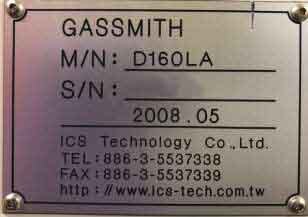 GASSMITH
M/N: D160LA
S/N:
2008.05
ICS Technology Co.,Ltd.
TEL:886-3-5537338
FAX:886-3-5537339
http://www.ics-tech.com.tw